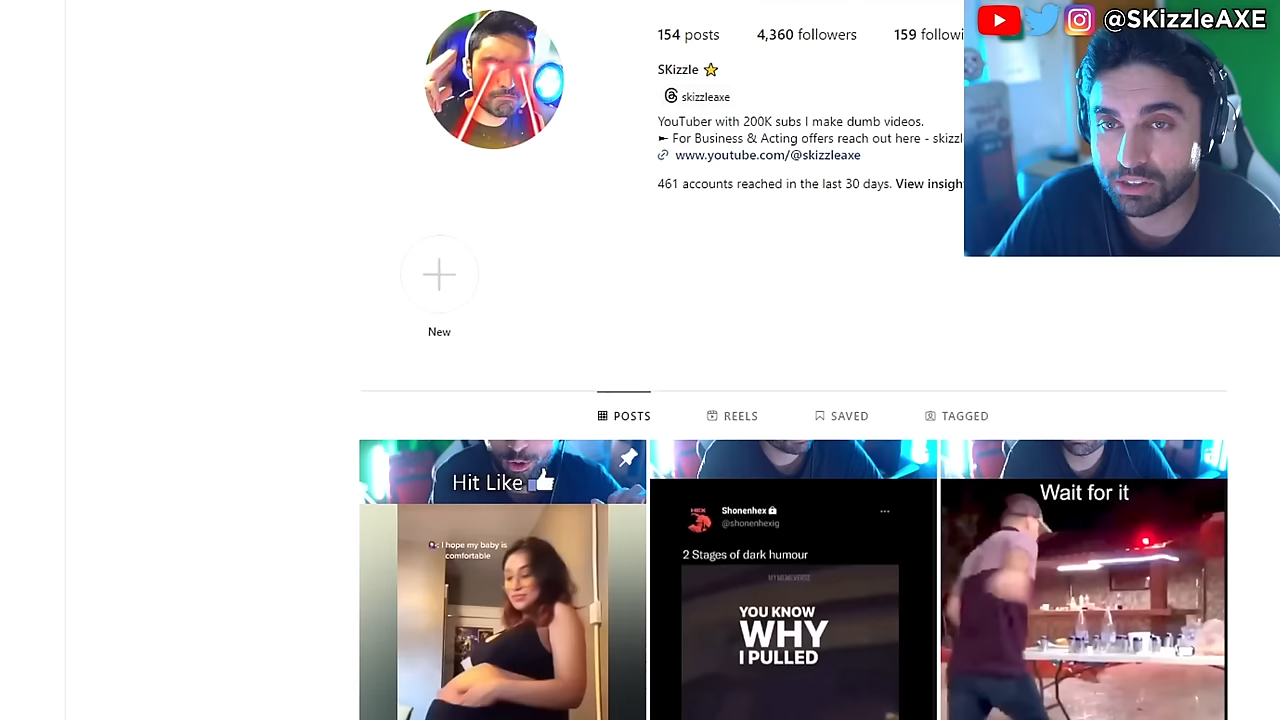 @SKizzleAXE
154 posts 4,360 followers 159 followi
SKizzle
skizzleaxe
YouTuber with 200K subs I make dumb videos.
► For Business & Acting offers reach out here - skizzl
www.youtube.com/@skizzleaxe
461 accounts reached in the last 30 days. View insigh
New
POSTS REELS SAVED TAGGED
Hit Like
: I hope my baby is
comfortable
HEX
Shonenhex
@shonenhexig
2 Stages of dark humour
MY MEMEVERSE
YOU KNOW
WHY
I PULLED
Wait for it